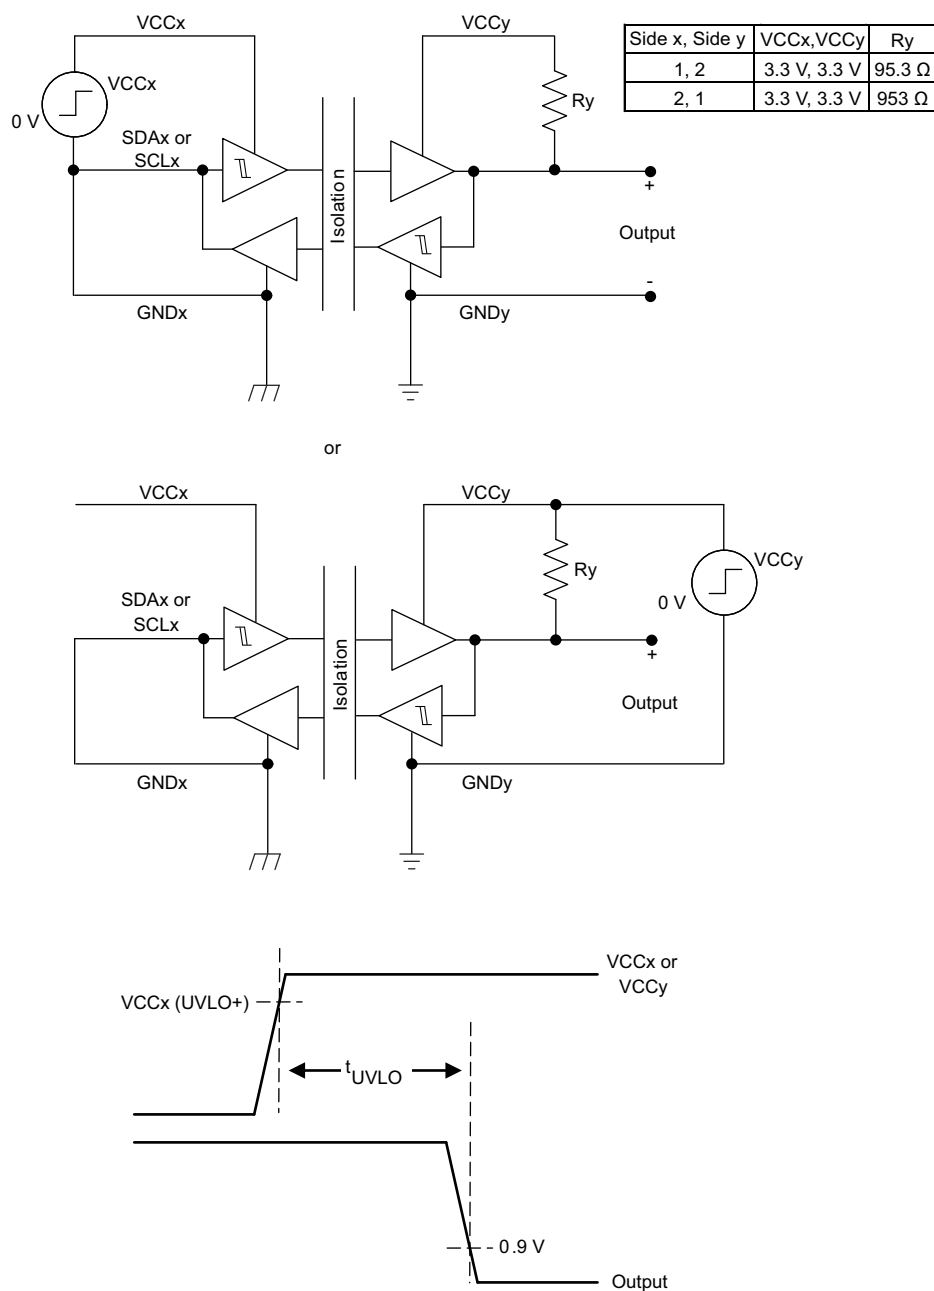 VCCx
VCCy
Side x, Side y VCCx,VCCy Ry
1, 2 3.3 V, 3.3 V 95.3 Ω
2, 1 3.3 V, 3.3 V 953 Ω
VCCx
0 V
Ry
SDAx or
SCLx
Isolation
+
Output
-
GNDx
GNDy
or
VCCx
VCCy
VCCy
Ry
0 V
SDAx or
SCLx
Isolation
+
Output
GNDx
GNDy
VCCx or
VCCy
VCCx (UVLO+)
tUVLO
0.9 V
Output